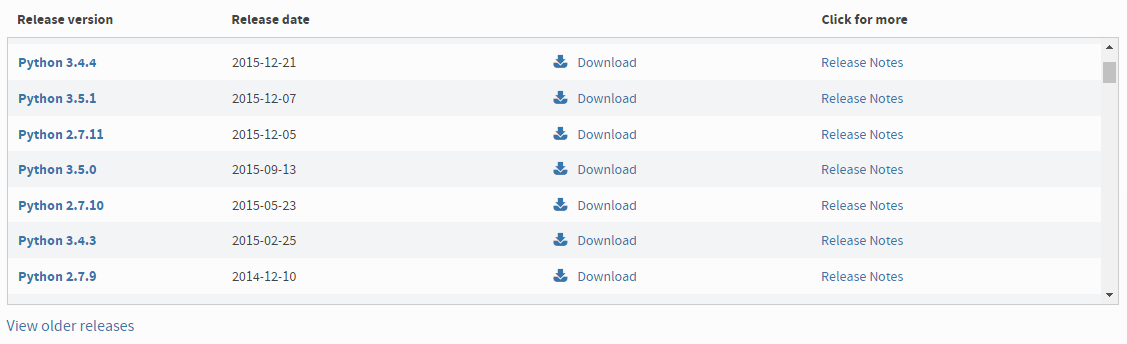 Release version Release date Click for more
Python 3.4.4 2015-12-21 Download Release Notes
Python 3.5.1 2015-12-07 Download Release Notes
Python 2.7.11 2015-12-05 Download Release Notes
Python 3.5.0 2015-09-13 Download Release Notes
Python 2.7.10 2015-05-23 Download Release Notes
Python 3.4.3 2015-02-25 Download Release Notes
Python 2.7.9 2014-12-10 Download Release Notes
View older releases